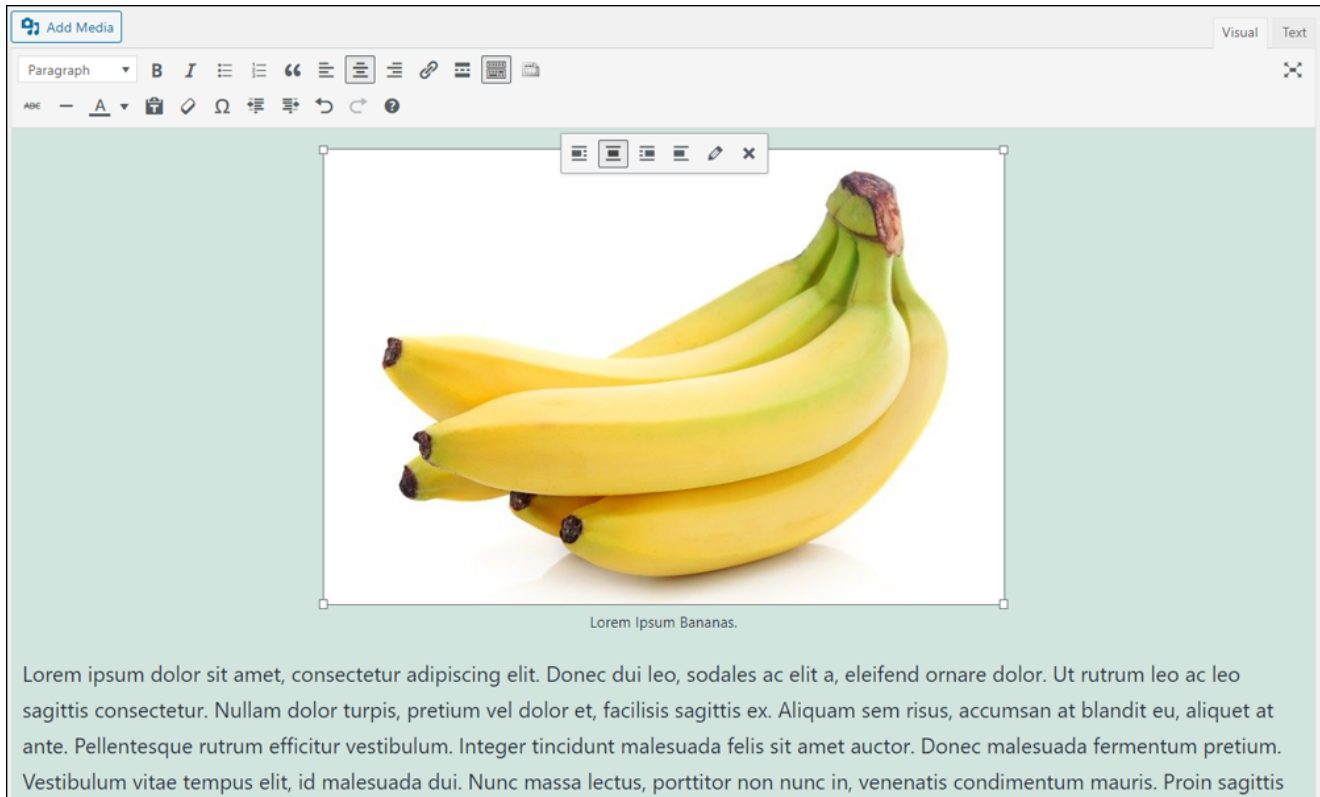 Add Media
Visual
Text
Paragraph
B
I
ABC
A
Ω
Lorem Ipsum Bananas.
Lorem ipsum dolor sit amet, consectetur adipiscing elit. Donec dui leo, sodales ac elit a, eleifend ornare dolor. Ut rutrum leo ac leo
sagittis consectetur. Nullam dolor turpis, pretium vel dolor et, facilisis sagittis ex. Aliquam sem risus, accumsan at blandit eu, aliquet at
ante. Pellentesque rutrum efficitur vestibulum. Integer tincidunt malesuada felis sit amet auctor. Donec malesuada fermentum pretium.
Vestibulum vitae tempus elit, id malesuada dui. Nunc massa lectus, porttitor non nunc in, venenatis condimentum mauris. Proin sagittis